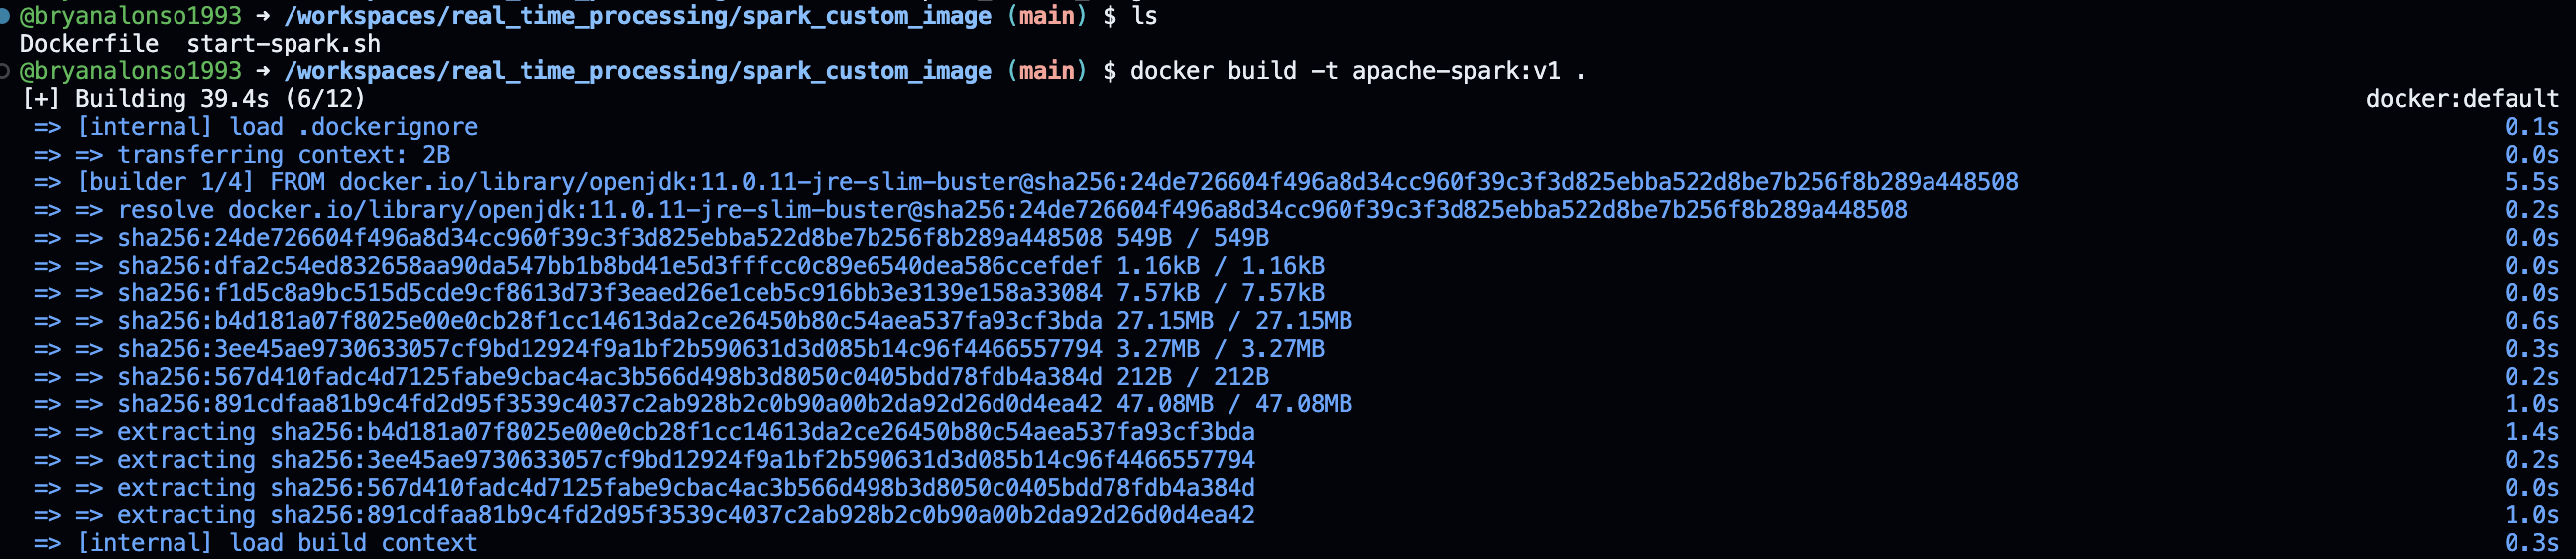 @bryanalonso1993 → /workspaces/real_time_processing/spark_custom_image (main) $ ls
Dockerfile  start-spark.sh
@bryanalonso1993 → /workspaces/real_time_processing/spark_custom_image (main) $ docker build -t apache-spark:v1 .
[+] Building 39.4s (6/12) docker:default
=> [internal] load .dockerignore 0.1s
=> => transferring context: 2B 0.0s
=> [builder 1/4] FROM docker.io/library/openjdk:11.0.11-jre-slim-buster@sha256:24de726604f496a8d34cc960f39c3f3d825ebba522d8be7b256f8b289a448508 5.5s
=> => resolve docker.io/library/openjdk:11.0.11-jre-slim-buster@sha256:24de726604f496a8d34cc960f39c3f3d825ebba522d8be7b256f8b289a448508 0.2s
=> => sha256:24de726604f496a8d34cc960f39c3f3d825ebba522d8be7b256f8b289a448508 549B / 549B 0.0s
=> => sha256:dfa2c54ed832658aa90da547bb1b8bd41e5d3fffcc0c89e6540dea586ccefdef 1.16kB / 1.16kB 0.0s
=> => sha256:f1d5c8a9bc515d5cde9cf8613d73f3eaed26e1ceb5c916bb3e3139e158a33084 7.57kB / 7.57kB 0.0s
=> => sha256:b4d181a07f8025e00e0cb28f1cc14613da2ce26450b80c54aea537fa93cf3bda 27.15MB / 27.15MB 0.6s
=> => sha256:3ee45ae9730633057cf9bd12924f9a1bf2b590631d3d085b14c96f4466557794 3.27MB / 3.27MB 0.3s
=> => sha256:567d410fadc4d7125fabe9cbac4ac3b566d498b3d8050c0405bdd78fdb4a384d 212B / 212B 0.2s
=> => sha256:891cdfaa81b9c4fd2d95f3539c4037c2ab928b2c0b90a00b2da92d26d0d4ea42 47.08MB / 47.08MB 1.0s
=> => extracting sha256:b4d181a07f8025e00e0cb28f1cc14613da2ce26450b80c54aea537fa93cf3bda 1.4s
=> => extracting sha256:3ee45ae9730633057cf9bd12924f9a1bf2b590631d3d085b14c96f4466557794 0.2s
=> => extracting sha256:567d410fadc4d7125fabe9cbac4ac3b566d498b3d8050c0405bdd78fdb4a384d 0.0s
=> => extracting sha256:891cdfaa81b9c4fd2d95f3539c4037c2ab928b2c0b90a00b2da92d26d0d4ea42 1.0s
=> [internal] load build context 0.3s